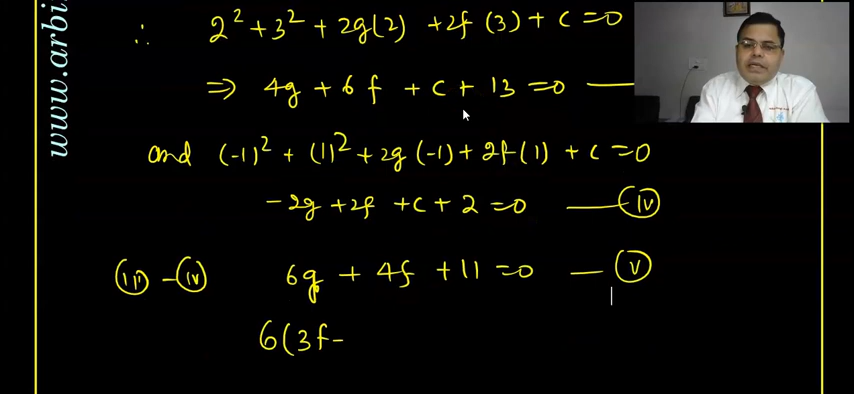 ∴ 2² + 3² + 2g(2) + 2f(3) + c = 0
⇒ 4g + 6f + c + 13 = 0 —
and (-1)² + (1)² + 2g(-1) + 2f(1) + c = 0
-2g + 2f + c + 2 = 0 — (iv)
(iii) - (iv) 6g + 4f + 11 = 0 — (v)
6(3f-
www.arbi